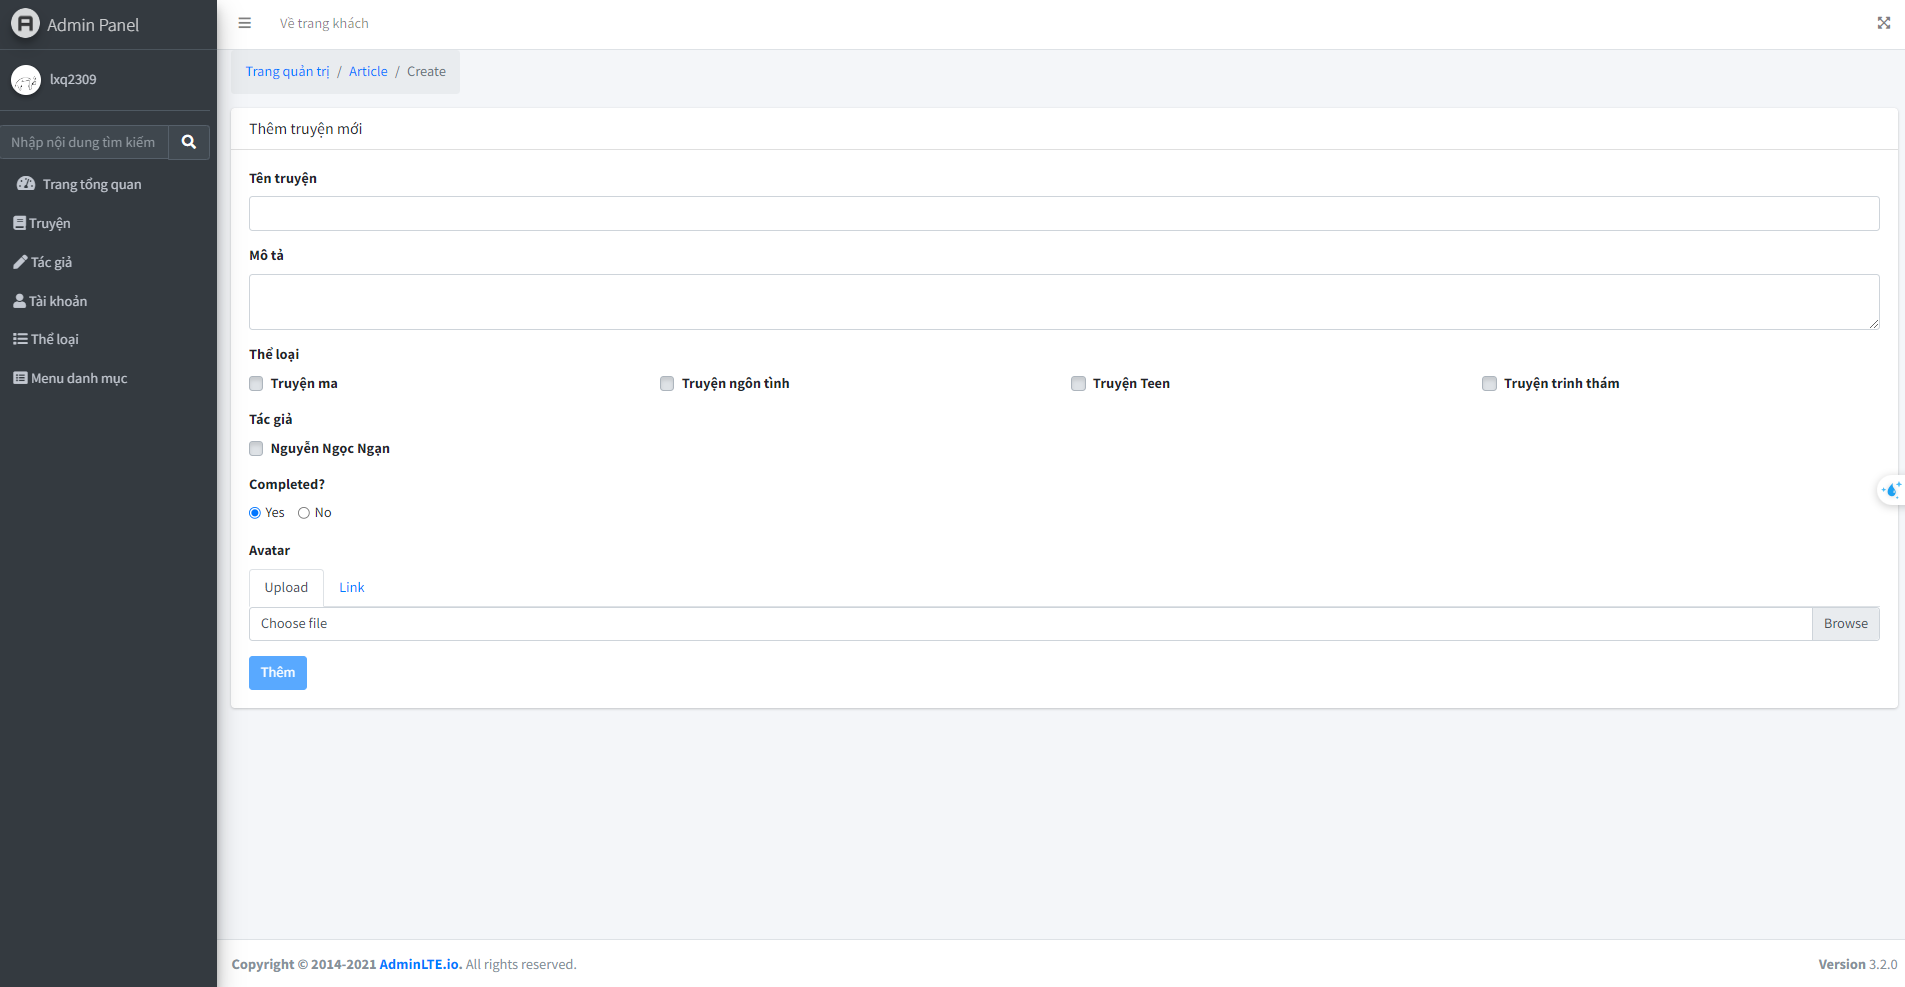 Admin Panel
Về trang khách
lxq2309
Nhập nội dung tìm kiếm
Trang tổng quan
Truyện
Tác giả
Tài khoản
Thể loại
Menu danh mục
Trang quản trị / Article / Create
Thêm truyện mới
Tên truyện
Mô tả
Thể loại
Truyện ma Truyện ngôn tình Truyện Teen Truyện trinh thám
Tác giả
Nguyễn Ngọc Ngạn
Completed?
Yes No
Avatar
Upload Link
Choose file Browse
Thêm
Copyright © 2014-2021 AdminLTE.io. All rights reserved. Version 3.2.0